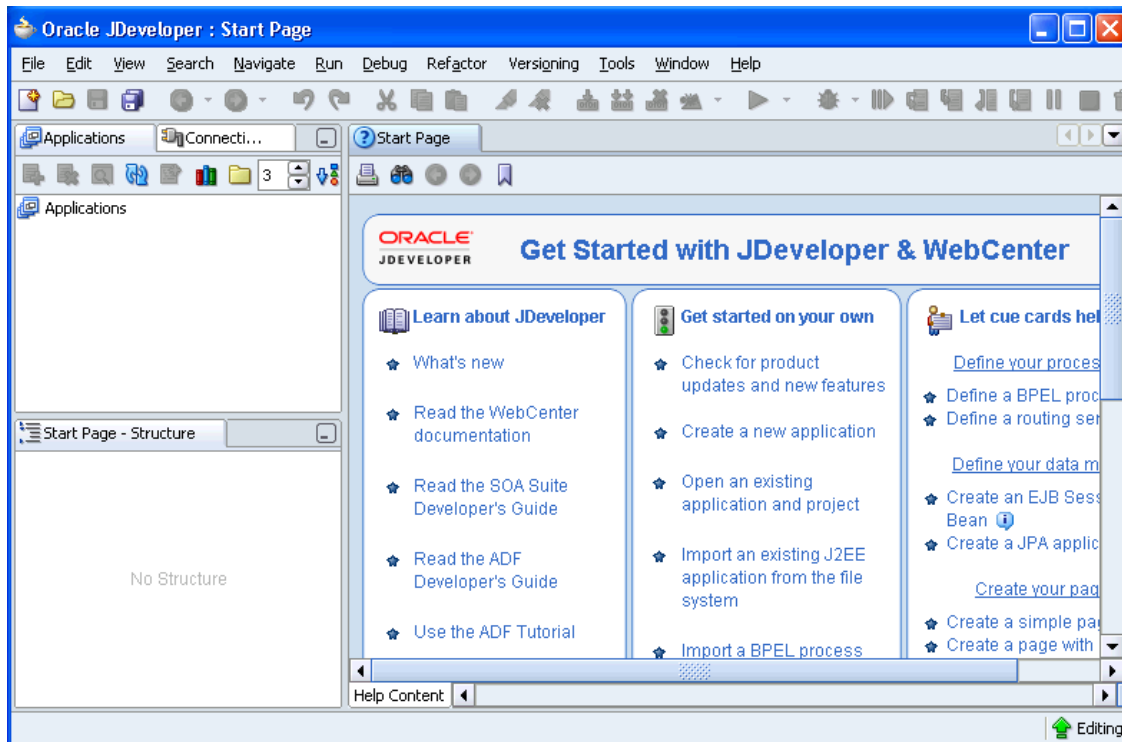 Oracle JDeveloper : Start Page
File Edit View Search Navigate Run Debug Refactor Versioning Tools Window Help
Applications
Connecti...
Start Page
3
Applications
ORACLE
JDEVELOPER
Get Started with JDeveloper & WebCenter
Learn about JDeveloper
What's new
Read the WebCenter
documentation
Read the SOA Suite
Developer's Guide
Read the ADF
Developer's Guide
Use the ADF Tutorial
Get started on your own
Check for product
updates and new features
Create a new application
Open an existing
application and project
Import an existing J2EE
application from the file
system
Import a BPEL process
Let cue cards hel
Define your proces
Define a BPEL proc
Define a routing ser
Define your data m
Create an EJB Sess
Bean
Create a JPA applic
Create your pag
Create a simple pag
Create a page with
Start Page - Structure
No Structure
Help Content
Editing